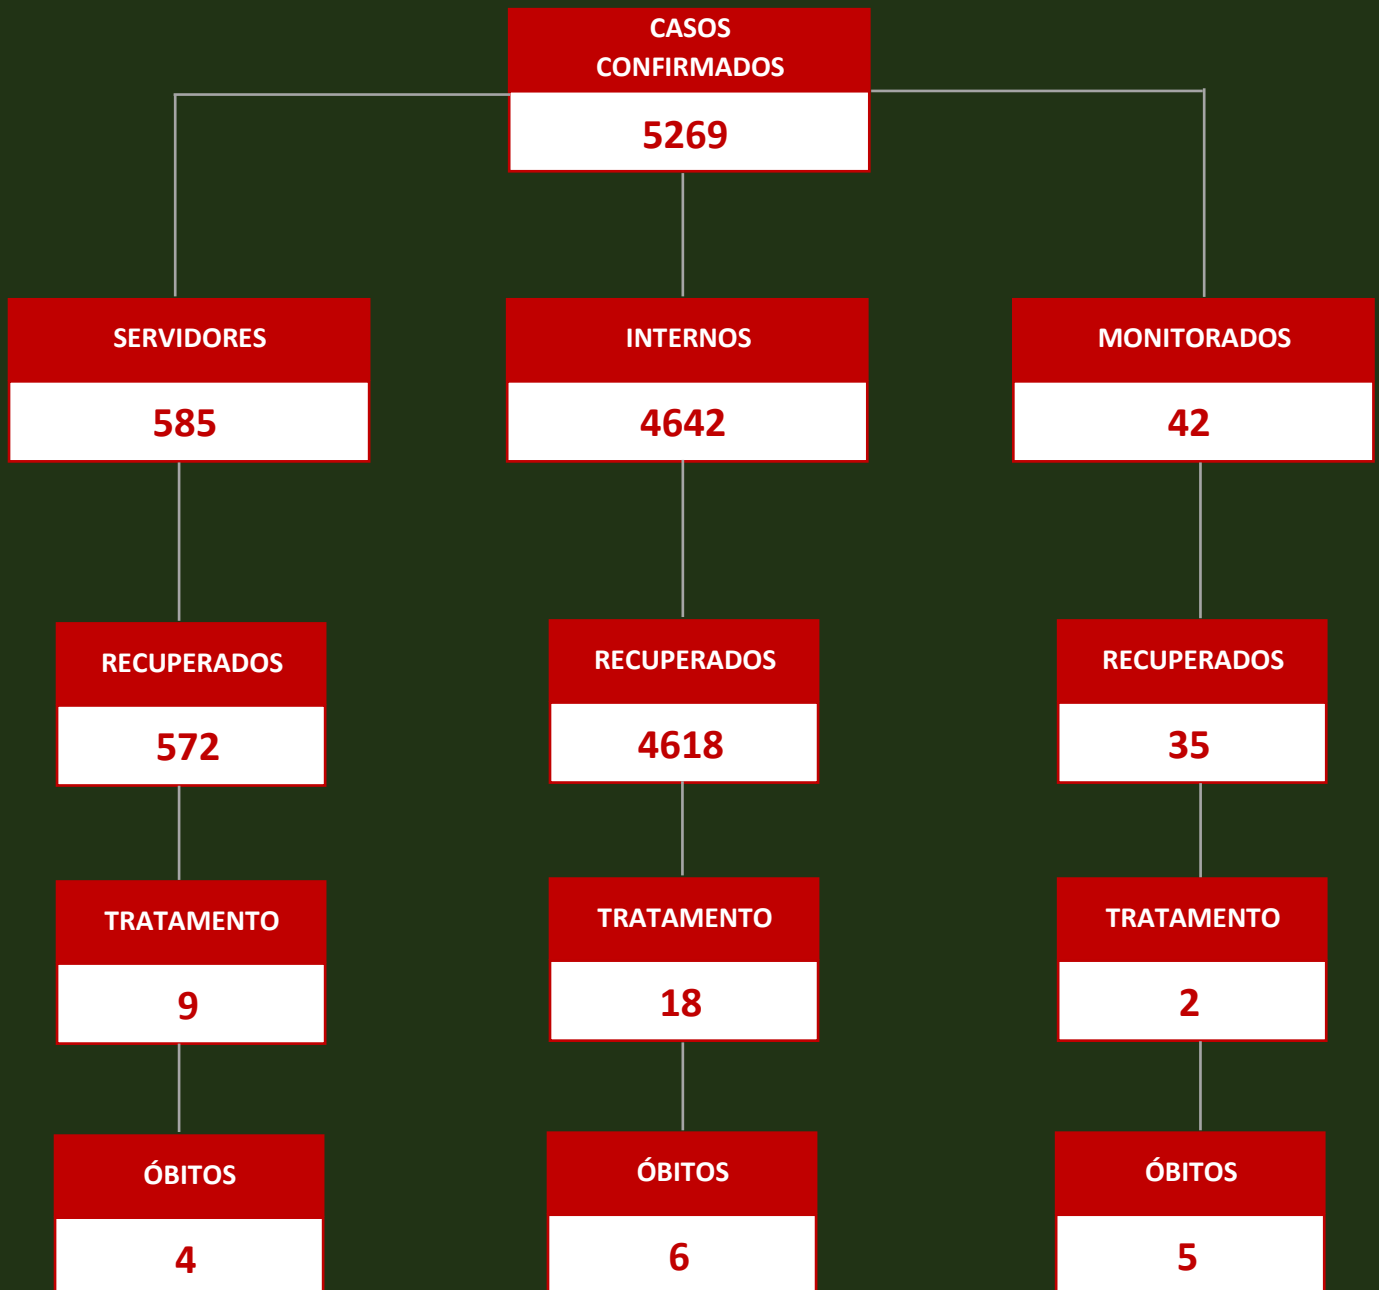 CASOS
CONFIRMADOS
5269
SERVIDORES
585
INTERNOS
4642
MONITORADOS
42
RECUPERADOS
572
RECUPERADOS
4618
RECUPERADOS
35
TRATAMENTO
9
TRATAMENTO
18
TRATAMENTO
2
ÓBITOS
4
ÓBITOS
6
ÓBITOS
5